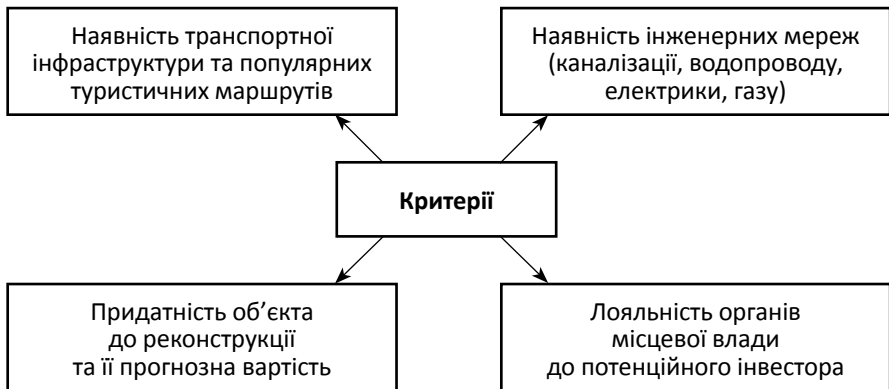 Наявність транспортної
інфраструктури та популярних
туристичних маршрутів
Наявність інженерних мереж
(каналізації, водопроводу,
електрики, газу)
Критерії
Придатність об’єкта
до реконструкції
та її прогнозна вартість
Лояльність органів
місцевої влади
до потенційного інвестора